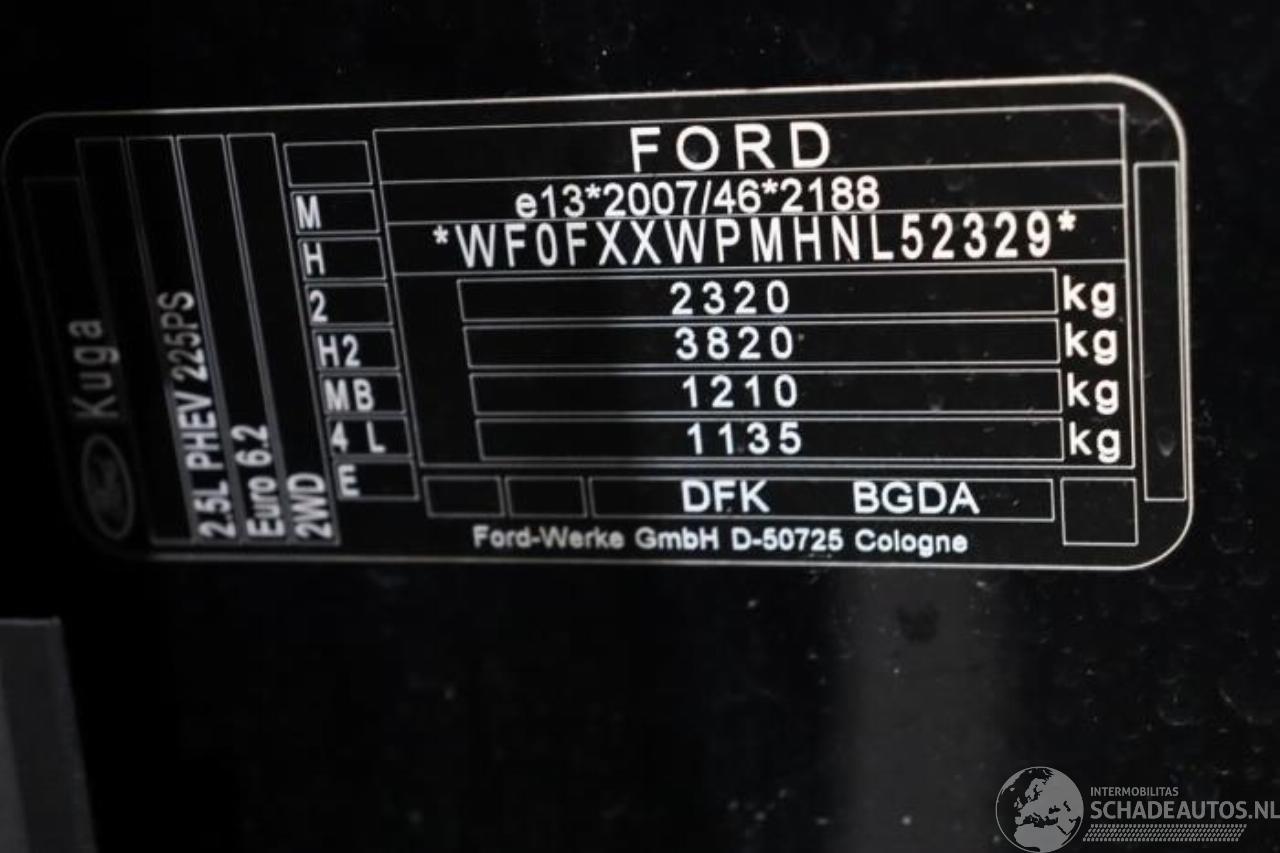 FORD
e13*2007/46*2188
*WF0FXXWPMHNL52329*
2320 kg
3820 kg
1210 kg
1135 kg
DFK BGDA
Ford-Werke GmbH D-50725 Cologne
M
H
2
H2
MB
4 L
E
Kuga
Ford
2.5L PHEV 225PS
Euro 6.2
2WD
INTERMOBILITAS
SCHADEAUTOS.NL